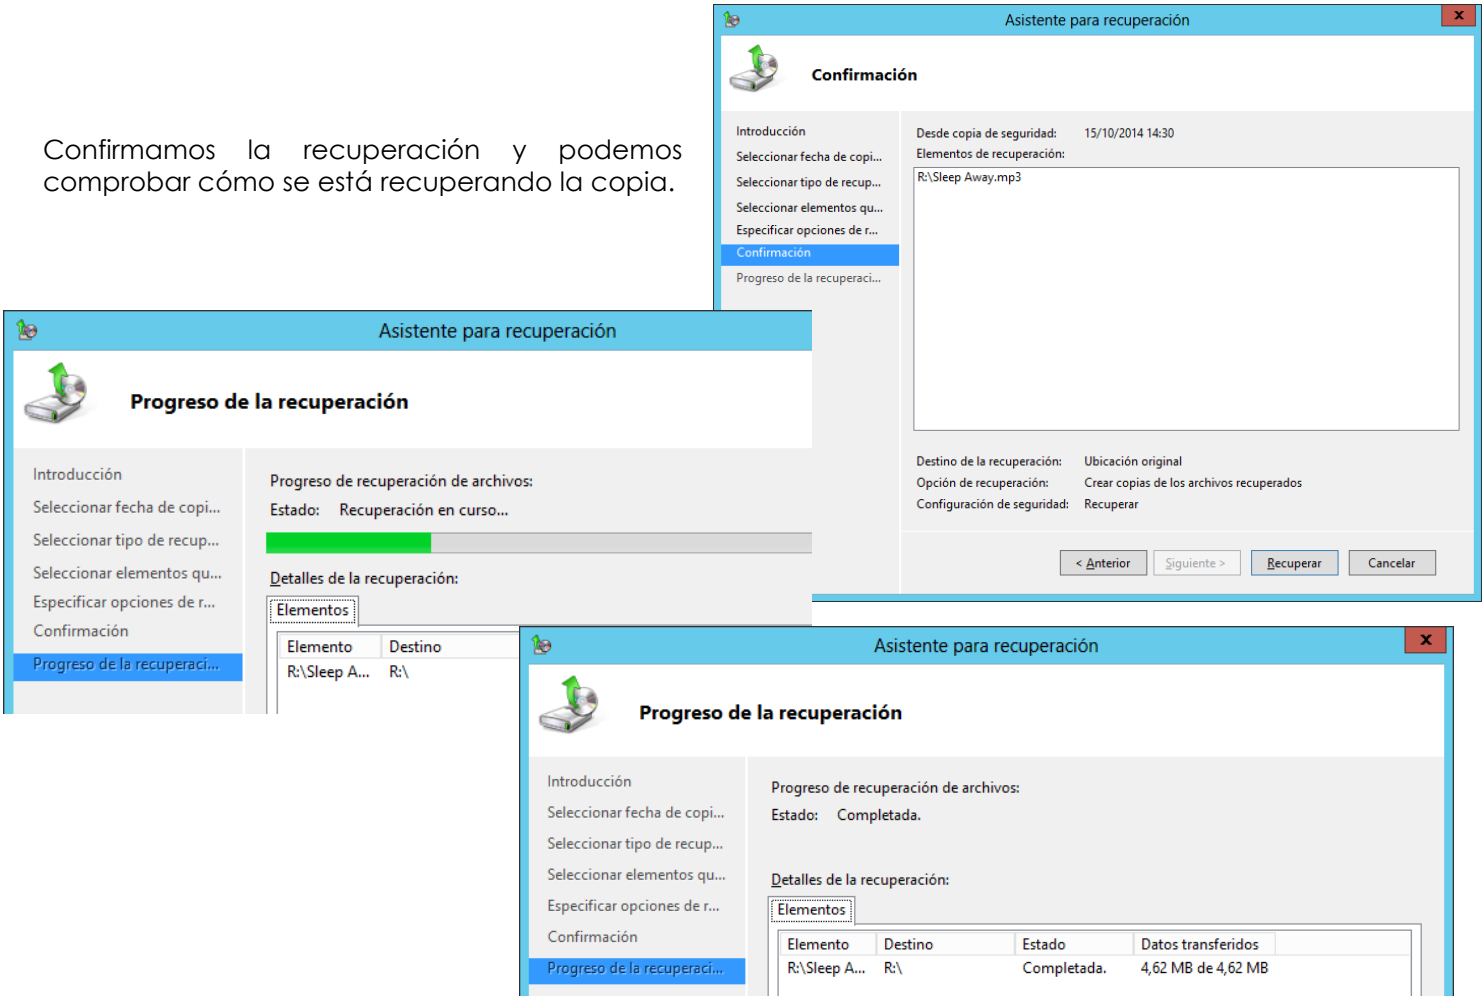 Confirmamos la recuperación y podemos
comprobar cómo se está recuperando la copia.
Asistente para recuperación
x
Confirmación
Introducción
Seleccionar fecha de copi...
Seleccionar tipo de recup...
Seleccionar elementos qu...
Especificar opciones de r...
Confirmación
Progreso de la recuperaci...
Desde copia de seguridad: 15/10/2014 14:30
Elementos de recuperación:
R:\Sleep Away.mp3
Destino de la recuperación: Ubicación original
Opción de recuperación: Crear copias de los archivos recuperados
Configuración de seguridad: Recuperar
< Anterior Siguiente > Recuperar Cancelar
Asistente para recuperación
Progreso de la recuperación
Introducción
Seleccionar fecha de copi...
Seleccionar tipo de recup...
Seleccionar elementos qu...
Especificar opciones de r...
Confirmación
Progreso de la recuperaci...
Progreso de recuperación de archivos:
Estado: Recuperación en curso...
Detalles de la recuperación:
Elementos
Elemento Destino
R:\Sleep A... R:\
Asistente para recuperación
x
Progreso de la recuperación
Introducción
Seleccionar fecha de copi...
Seleccionar tipo de recup...
Seleccionar elementos qu...
Especificar opciones de r...
Confirmación
Progreso de la recuperaci...
Progreso de recuperación de archivos:
Estado: Completada.
Detalles de la recuperación:
Elementos
Elemento Destino Estado Datos transferidos
R:\Sleep A... R:\ Completada. 4,62 MB de 4,62 MB